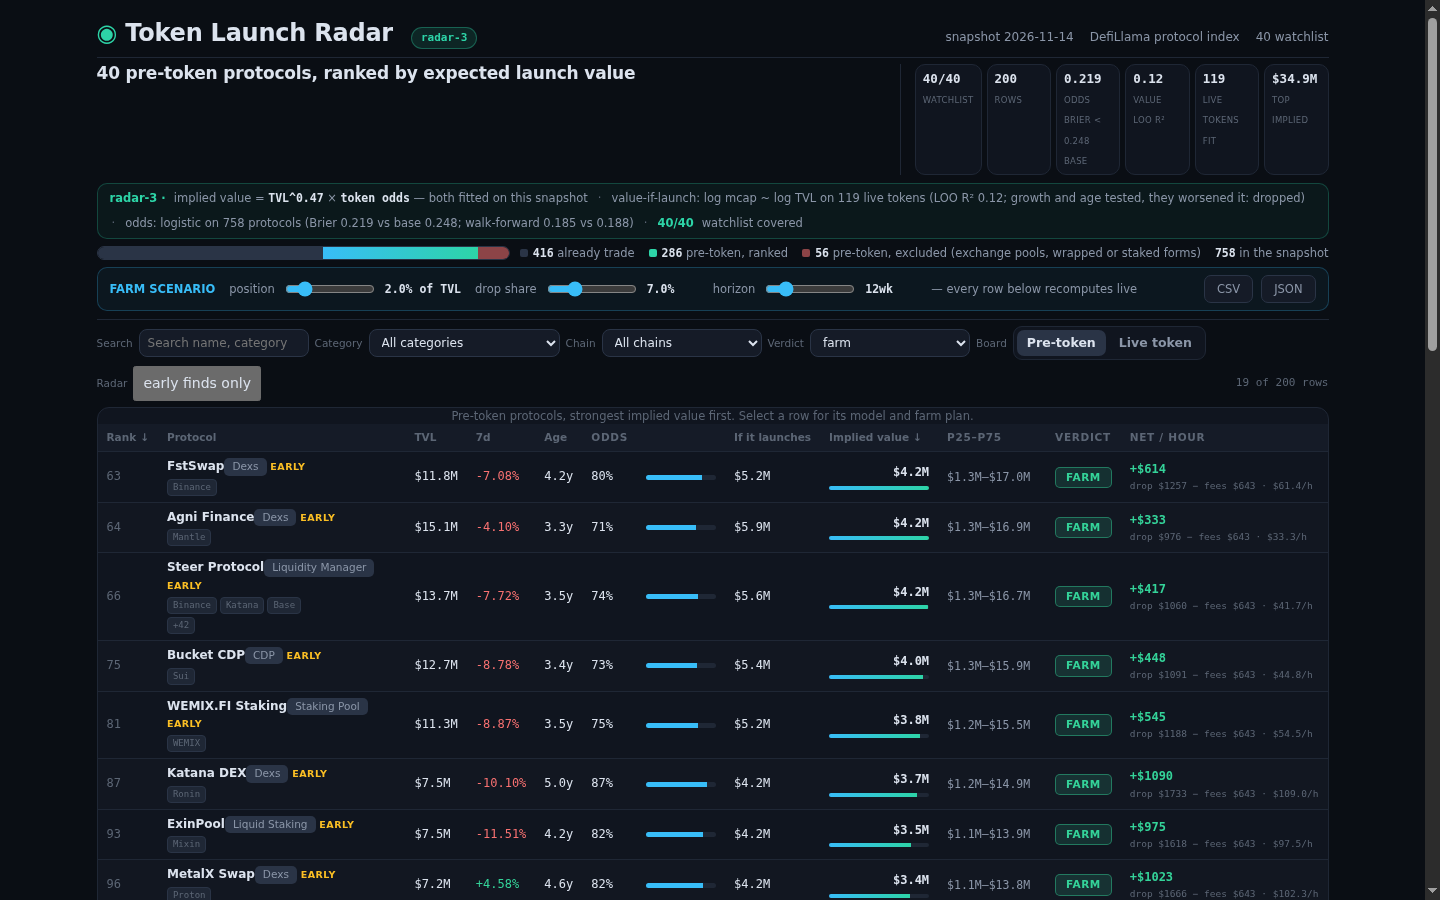 ◉ Token Launch Radar radar-3 snapshot 2026-11-14 DefiLlama protocol index 40 watchlist
40 pre-token protocols, ranked by expected launch value
40/40 WATCHLIST
200 ROWS
0.219 ODDS BRIER < 0.248 BASE
0.12 VALUE LOO R²
119 LIVE TOKENS FIT
$34.9M TOP IMPLIED
radar-3 · implied value = TVL^0.47 × token odds — both fitted on this snapshot · value-if-launch: log mcap ~ log TVL on 119 live tokens (LOO R² 0.12; growth and age tested, they worsened it: dropped)
· odds: logistic on 758 protocols (Brier 0.219 vs base 0.248; walk-forward 0.185 vs 0.188) · 40/40 watchlist covered
416 already trade 286 pre-token, ranked 56 pre-token, excluded (exchange pools, wrapped or staked forms) 758 in the snapshot
FARM SCENARIO position 2.0% of TVL drop share 7.0% horizon 12wk — every row below recomputes live CSV JSON
Search Search name, category Category All categories Chain All chains Verdict farm Board Pre-token Live token
Radar early finds only 19 of 200 rows
Pre-token protocols, strongest implied value first. Select a row for its model and farm plan.
Rank ↓ Protocol TVL 7d Age ODDS If it launches Implied value ↓ P25–P75 VERDICT NET / HOUR
63 FstSwap Dexs EARLY Binance $11.8M -7.08% 4.2y 80% $5.2M $4.2M $1.3M–$17.0M FARM +$614 drop $1257 − fees $643 · $61.4/h
64 Agni Finance Dexs EARLY Mantle $15.1M -4.10% 3.3y 71% $5.9M $4.2M $1.3M–$16.9M FARM +$333 drop $976 − fees $643 · $33.3/h
66 Steer Protocol Liquidity Manager EARLY Binance Katana Base +42 $13.7M -7.72% 3.5y 74% $5.6M $4.2M $1.3M–$16.7M FARM +$417 drop $1060 − fees $643 · $41.7/h
75 Bucket CDP CDP EARLY Sui $12.7M -8.78% 3.4y 73% $5.4M $4.0M $1.3M–$15.9M FARM +$448 drop $1091 − fees $643 · $44.8/h
81 WEMIX.FI Staking Staking Pool EARLY WEMIX $11.3M -8.87% 3.5y 75% $5.2M $3.8M $1.2M–$15.5M FARM +$545 drop $1188 − fees $643 · $54.5/h
87 Katana DEX Dexs EARLY Ronin $7.5M -10.10% 5.0y 87% $4.2M $3.7M $1.2M–$14.9M FARM +$1090 drop $1733 − fees $643 · $109.0/h
93 ExinPool Liquid Staking EARLY Mixin $7.5M -11.51% 4.2y 82% $4.2M $3.5M $1.1M–$13.9M FARM +$975 drop $1618 − fees $643 · $97.5/h
96 MetalX Swap Dexs EARLY Proton $7.2M +4.58% 4.6y 82% $4.2M $3.4M $1.1M–$13.8M FARM +$1023 drop $1666 − fees $643 · $102.3/h